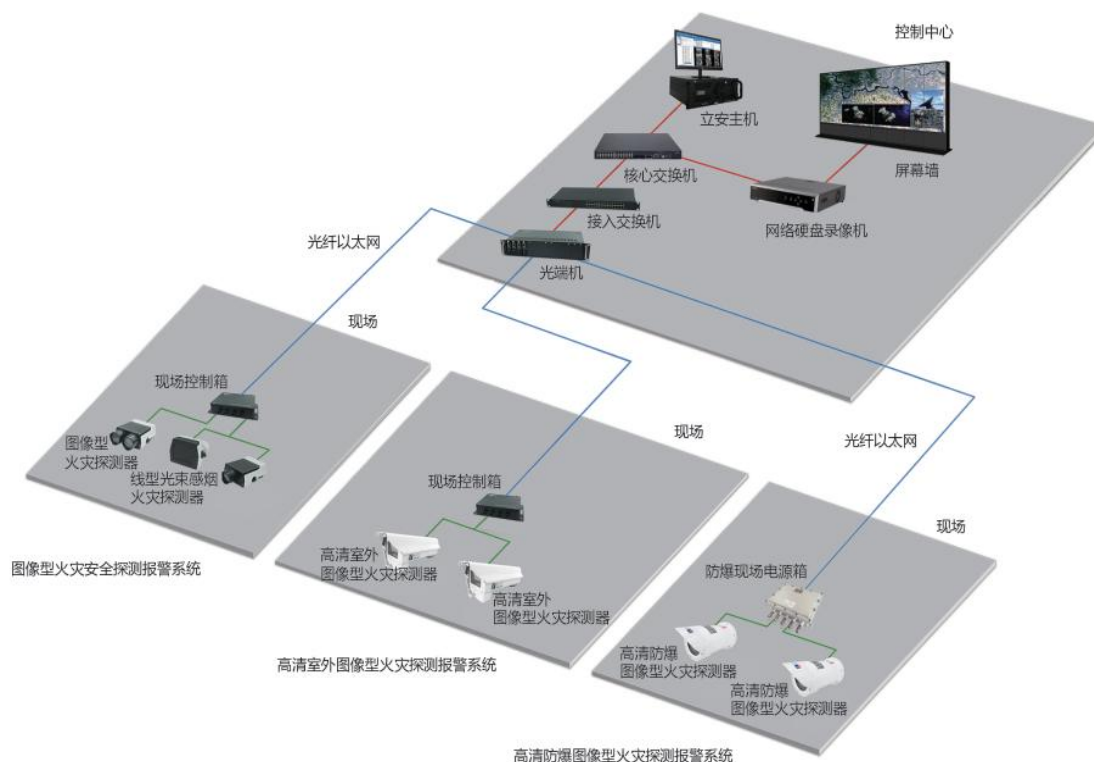 控制中心
立安主机
核心交换机
屏幕墙
接入交换机
网络硬盘录像机
光纤以太网
光端机
现场
现场控制箱
图像型
火灾探测器
线型光束感烟
火灾探测器
图像型火灾安全探测报警系统
现场
现场控制箱
高清室外
图像型火灾探测器
高清室外
图像型火灾探测器
高清室外图像型火灾探测报警系统
光纤以太网
现场
防爆现场电源箱
高清防爆
图像型火灾探测器
高清防爆
图像型火灾探测器
高清防爆图像型火灾探测报警系统